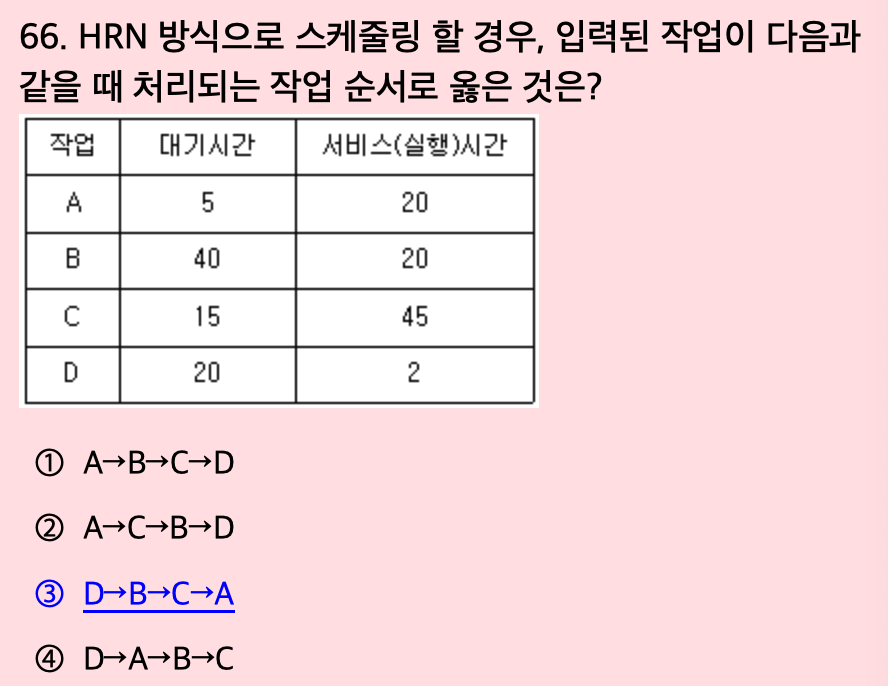 66. HRN 방식으로 스케줄링 할 경우, 입력된 작업이 다음과
같을 때 처리되는 작업 순서로 옳은 것은?
작업 대기시간 서비스(실행)시간
A 5 20
B 40 20
C 15 45
D 20 2
① A→B→C→D
② A→C→B→D
③ D→B→C→A
④ D→A→B→C